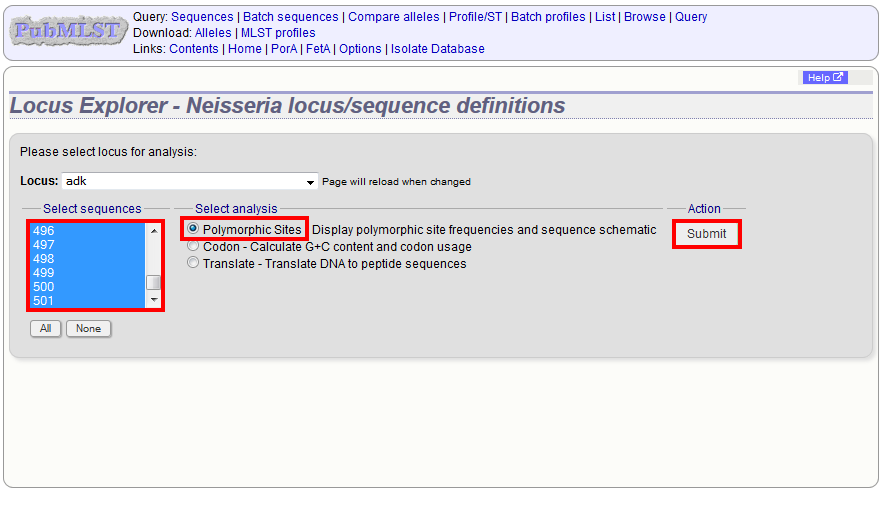 PubMLST
Query: Sequences | Batch sequences | Compare alleles | Profile/ST | Batch profiles | List | Browse | Query
Download: Alleles | MLST profiles
Links: Contents | Home | PorA | FetA | Options | Isolate Database
Help
Locus Explorer - Neisseria locus/sequence definitions
Please select locus for analysis:
Locus: adk Page will reload when changed
Select sequences Select analysis Action
496
497
498
499
500
501
Polymorphic Sites Display polymorphic site frequencies and sequence schematic
Codon - Calculate G+C content and codon usage
Translate - Translate DNA to peptide sequences
Submit
All None